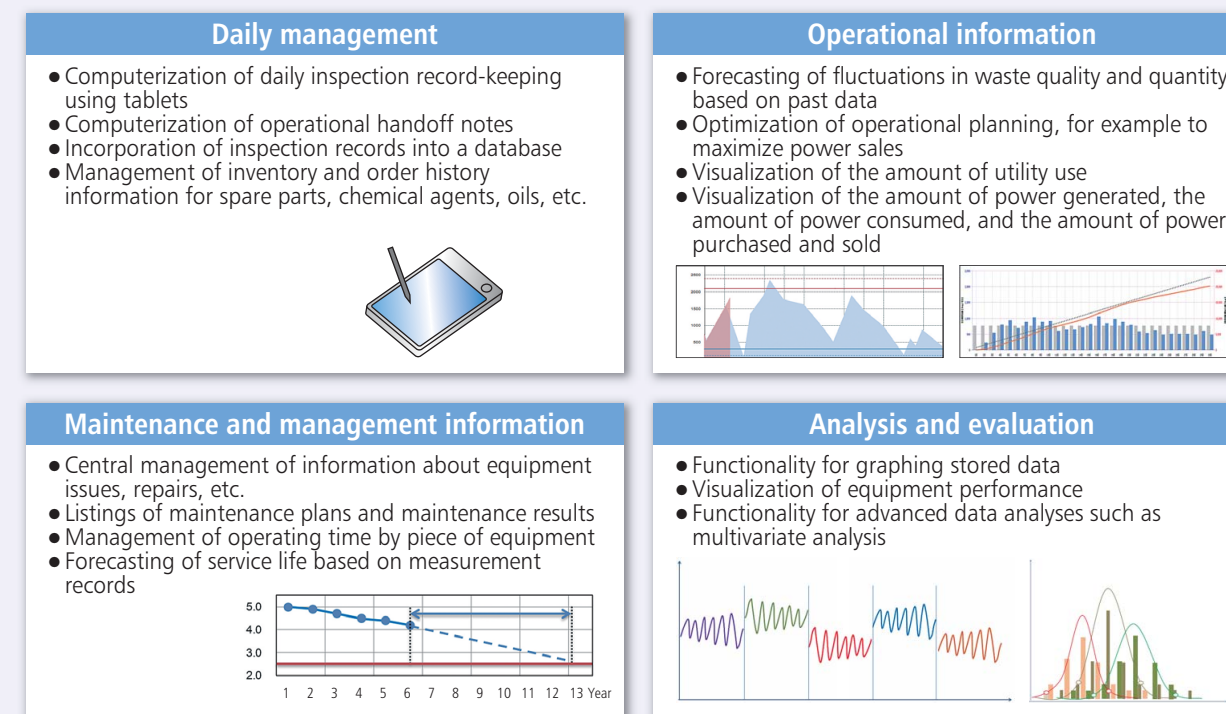 Daily management
● Computerization of daily inspection record-keeping
using tablets
● Computerization of operational handoff notes
● Incorporation of inspection records into a database
● Management of inventory and order history
information for spare parts, chemical agents, oils, etc.
Operational information
● Forecasting of fluctuations in waste quality and quantity
based on past data
● Optimization of operational planning, for example to
maximize power sales
● Visualization of the amount of utility use
● Visualization of the amount of power generated, the
amount of power consumed, and the amount of power
purchased and sold
Maintenance and management information
● Central management of information about equipment
issues, repairs, etc.
● Listings of maintenance plans and maintenance results
● Management of operating time by piece of equipment
● Forecasting of service life based on measurement
records
5.0
4.0
3.0
2.0
1 2 3 4 5 6 7 8 9 10 11 12 13 Year
Analysis and evaluation
● Functionality for graphing stored data
● Visualization of equipment performance
● Functionality for advanced data analyses such as
multivariate analysis